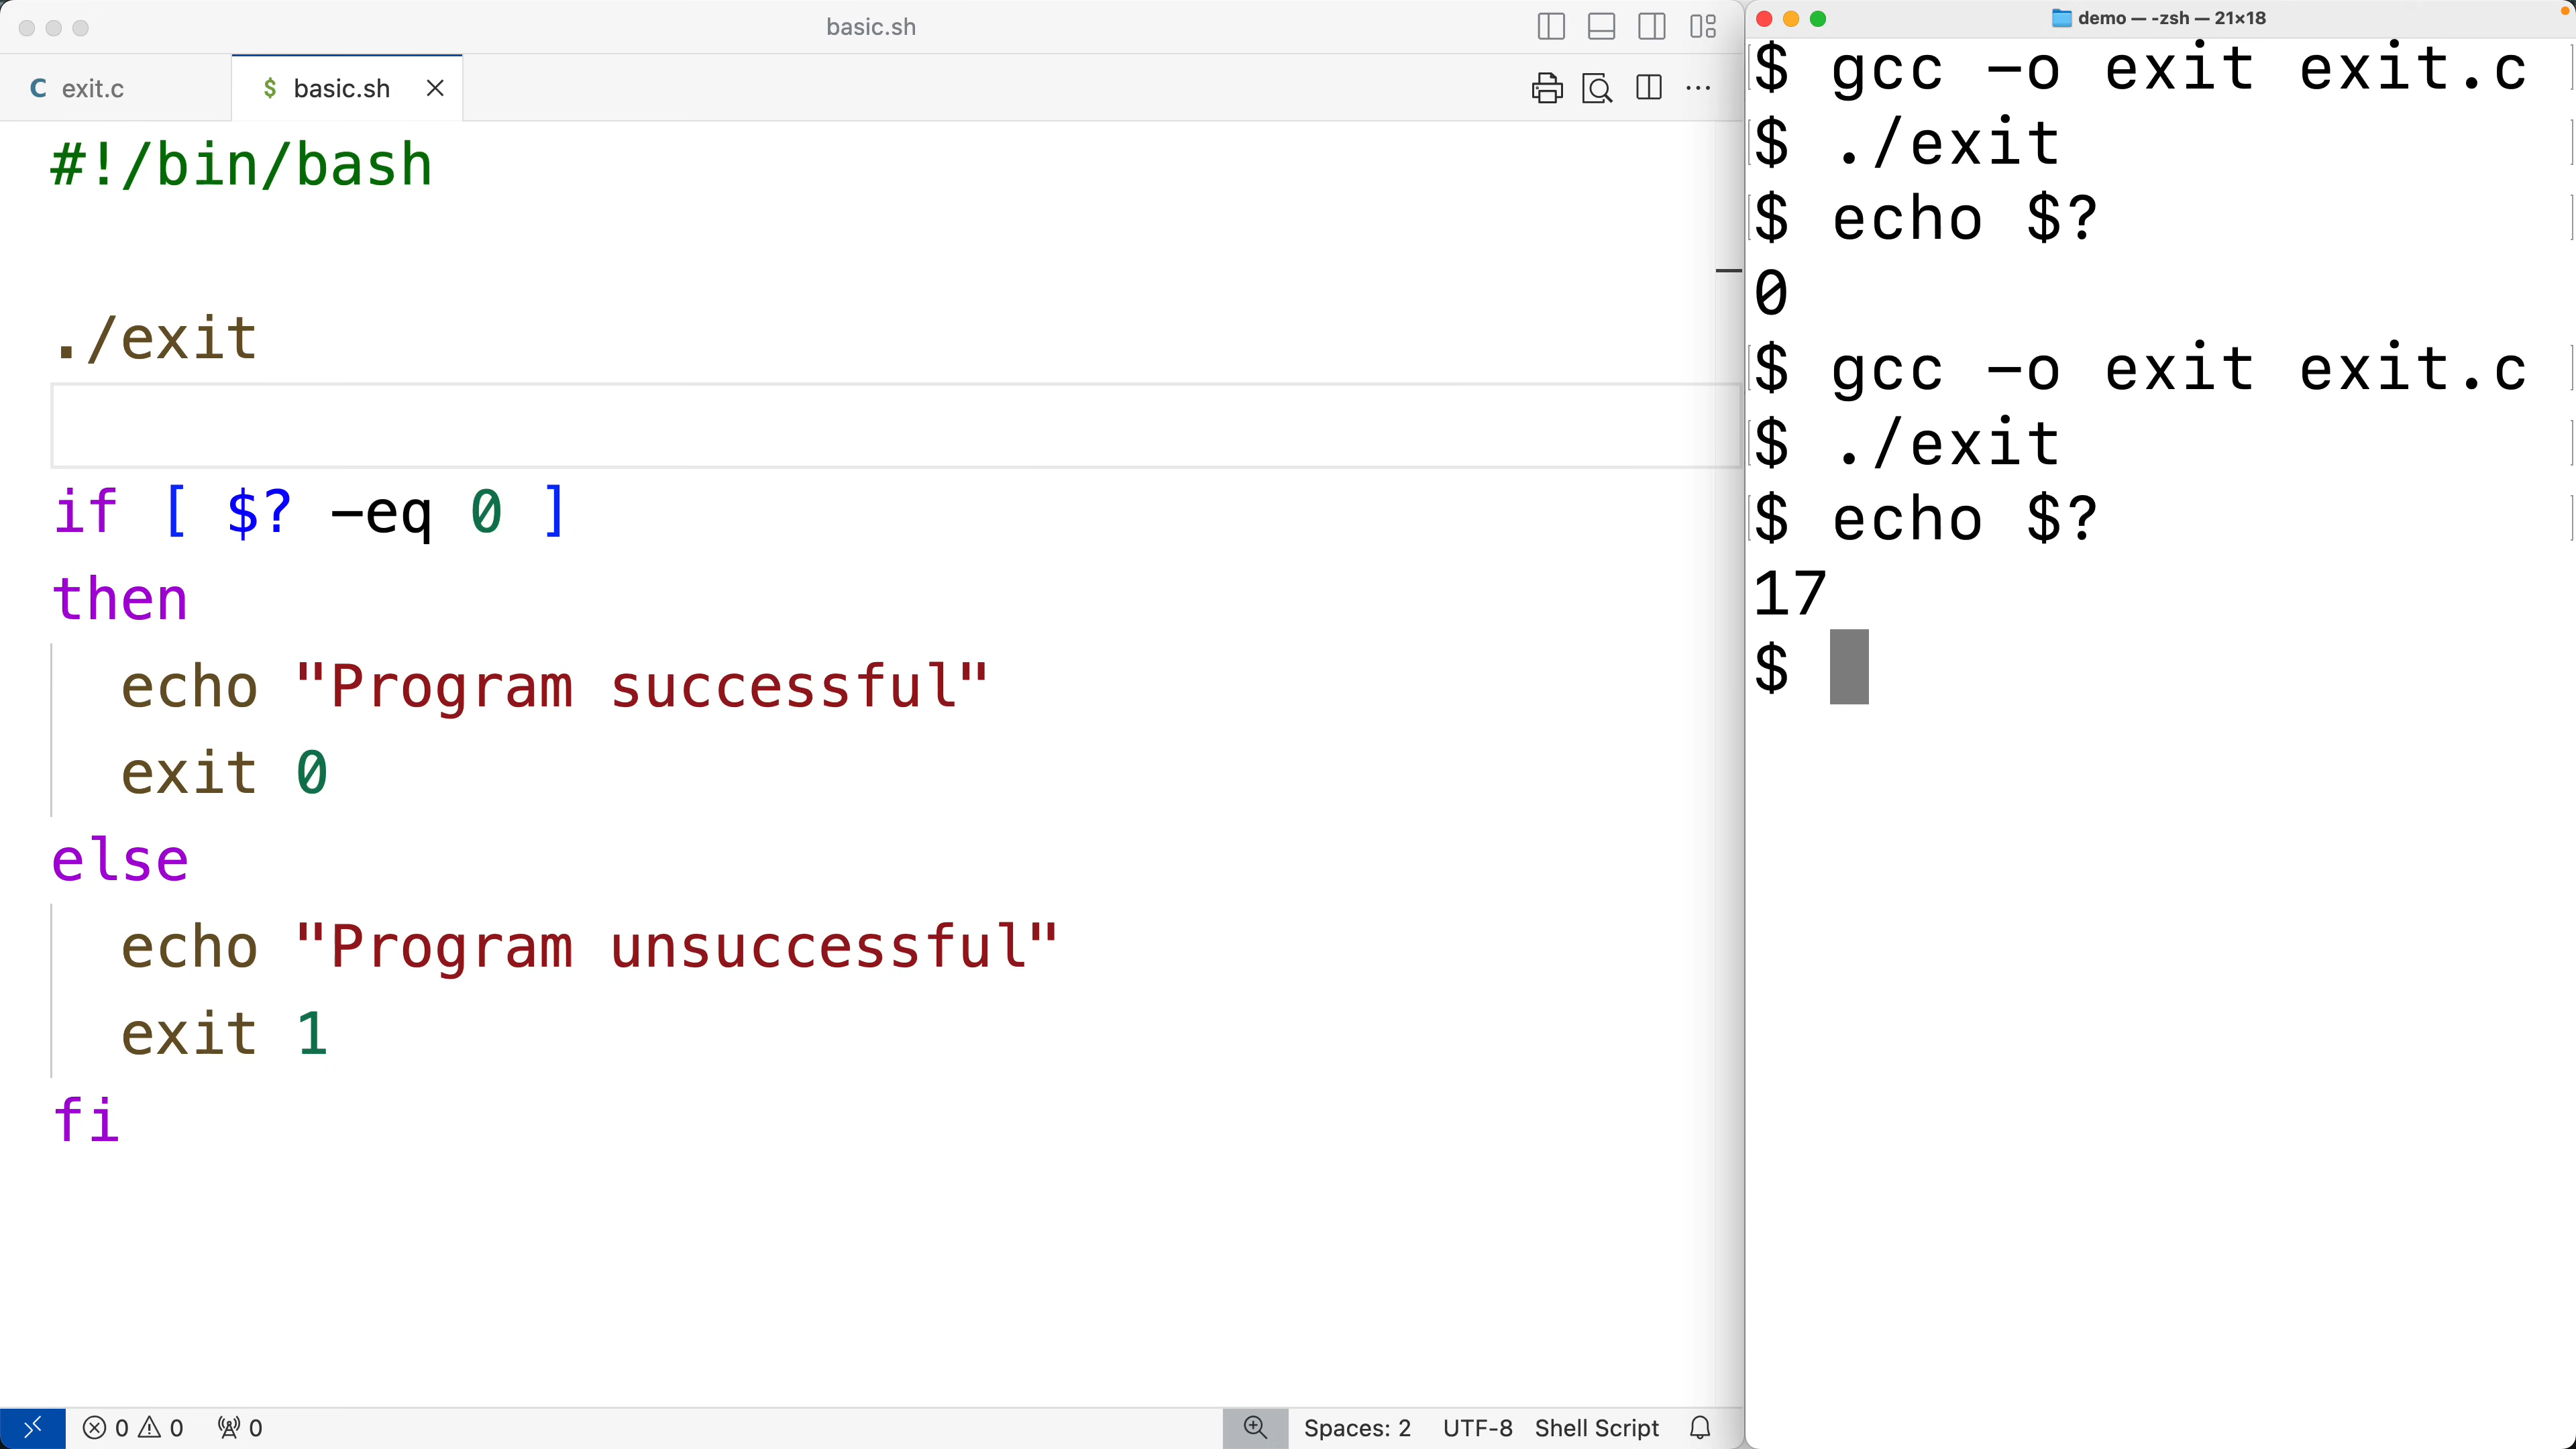 basic.sh
exit.c
$ basic.sh
#!/bin/bash
./exit
if [ $? -eq 0 ]
then
echo "Program successful"
exit 0
else
echo "Program unsuccessful"
exit 1
fi
0 0 0
Spaces: 2 UTF-8 Shell Script
demo — -zsh — 21×18
$ gcc -o exit exit.c
$ ./exit
$ echo $?
0
$ gcc -o exit exit.c
$ ./exit
$ echo $?
17
$